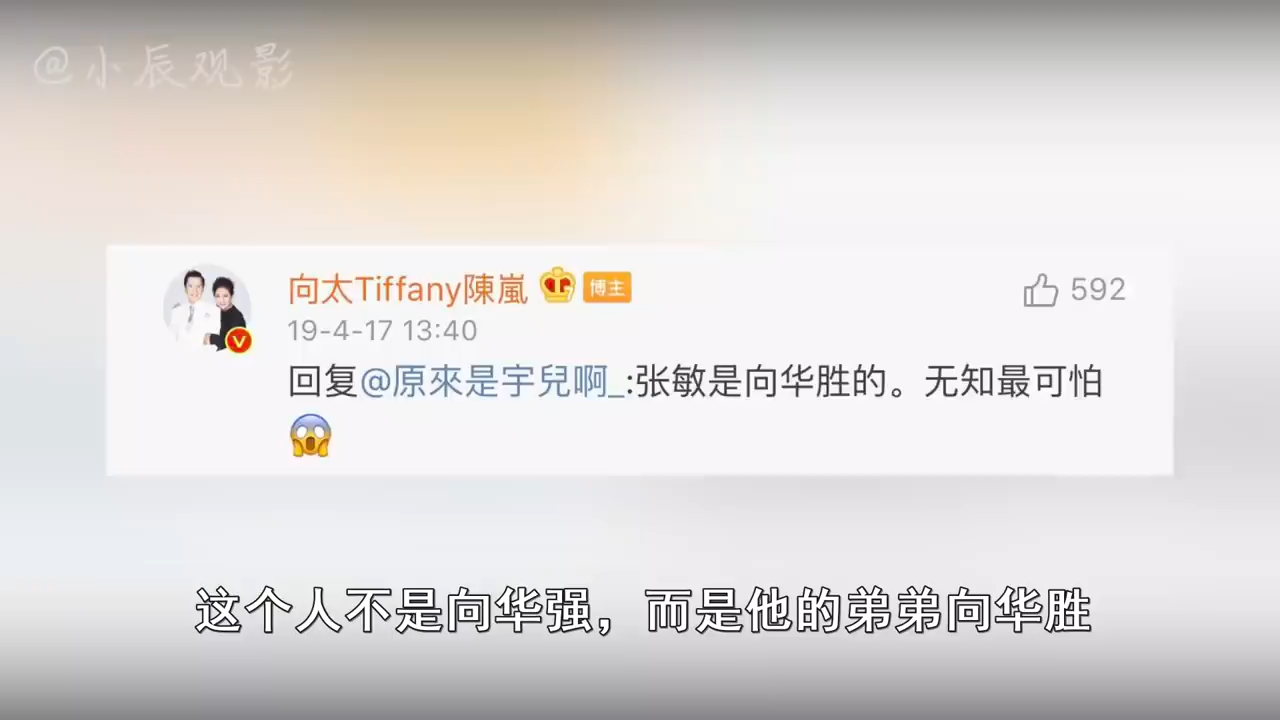 @小辰观影
向太Tiffany陳嵐 博主 592
19-4-17 13:40
回复@原來是宇兒啊_:张敏是向华胜的。无知最可怕
😱
这个人不是向华强，而是他的弟弟向华胜